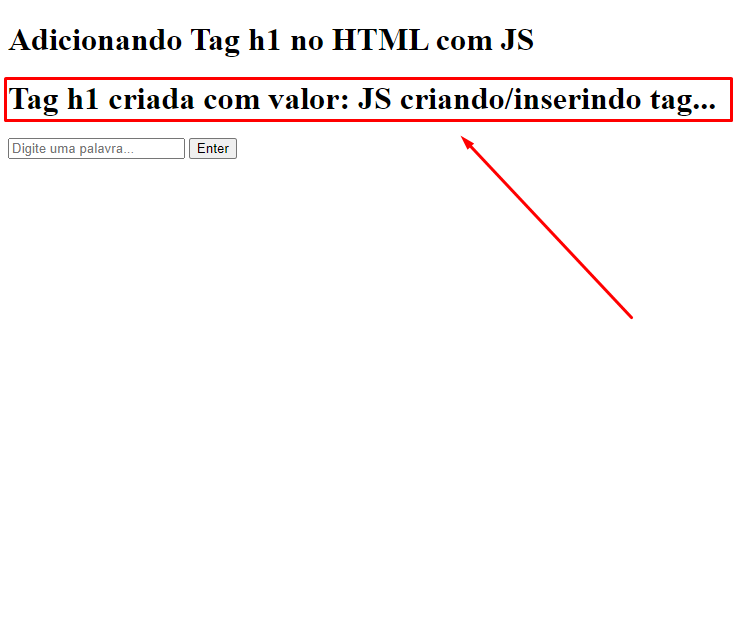 Adicionando Tag h1 no HTML com JS
Tag h1 criada com valor: JS criando/inserindo tag...
Digite uma palavra... Enter